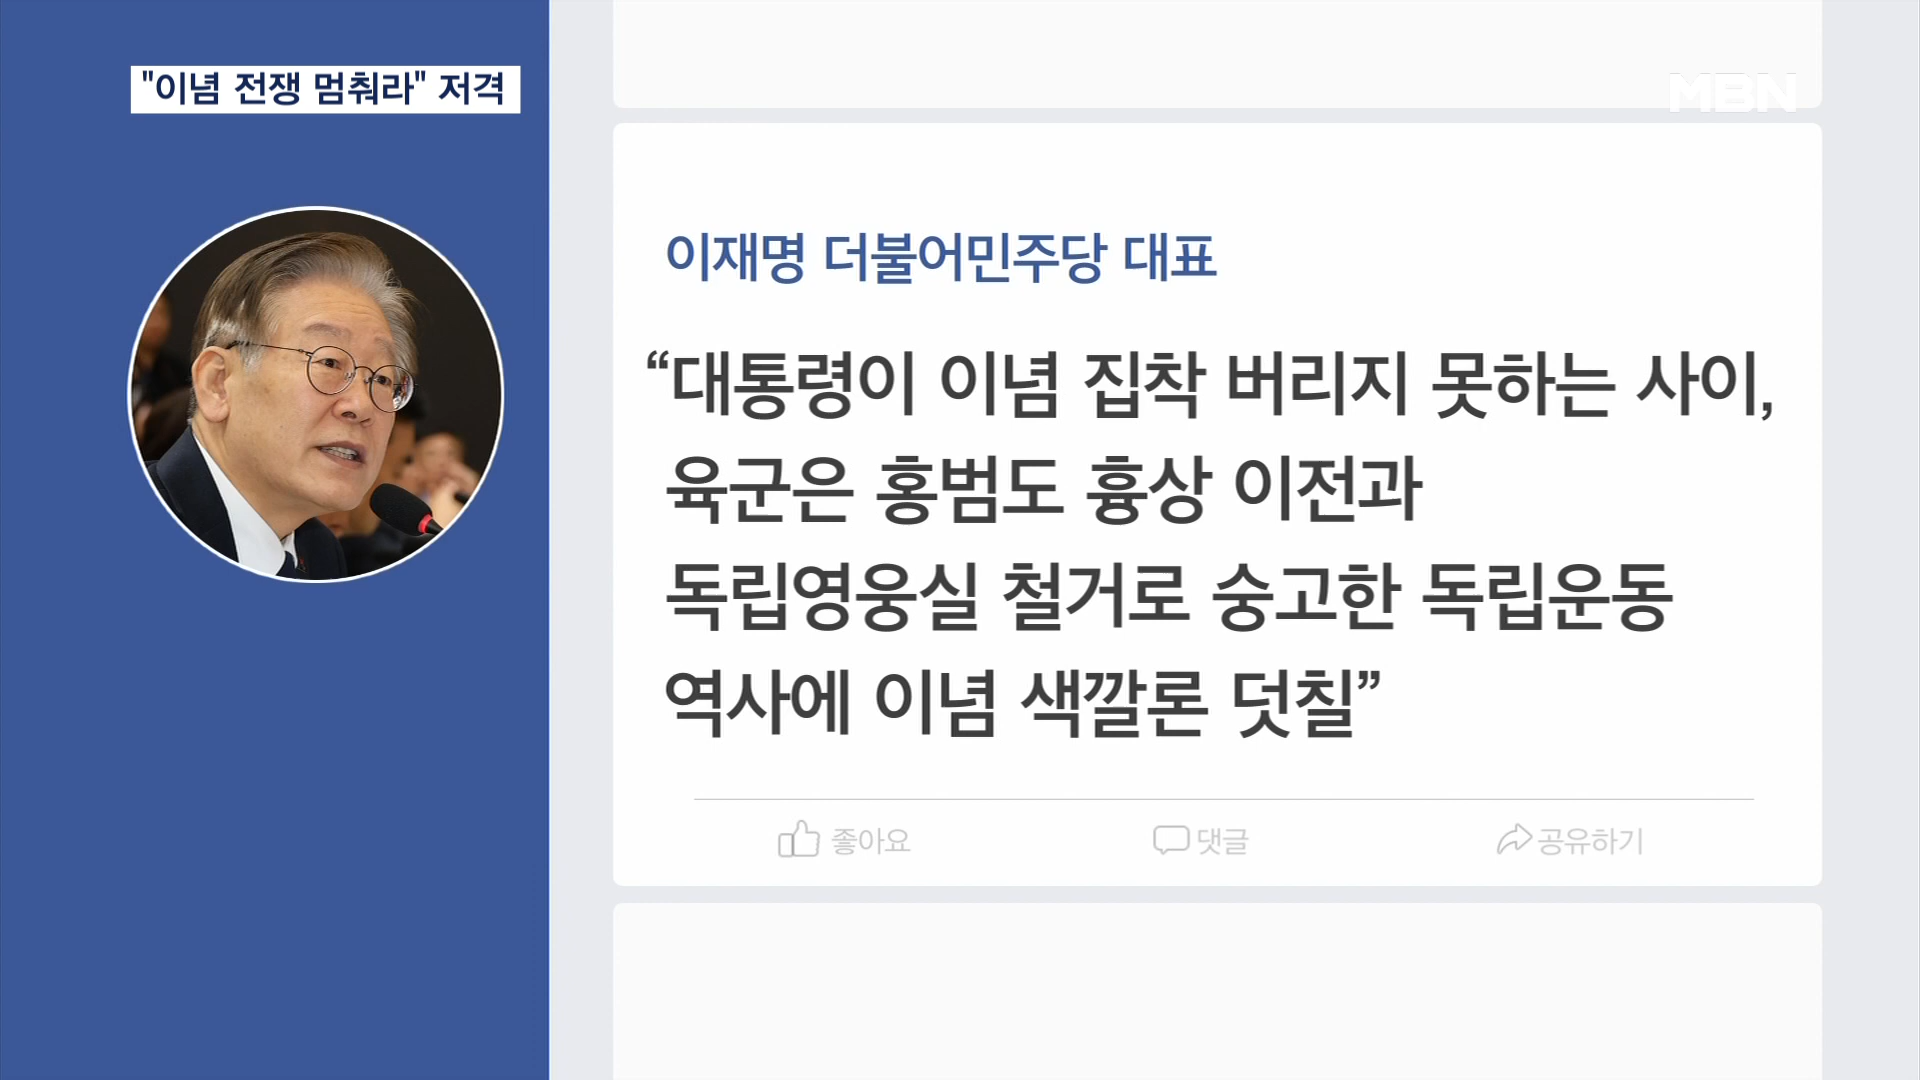 "이념 전쟁 멈춰라" 저격
MBN
이재명 더불어민주당 대표
“대통령이 이념 집착 버리지 못하는 사이,
육군은 홍범도 흉상 이전과
독립영웅실 철거로 숭고한 독립운동
역사에 이념 색깔론 덧칠”
좋아요 댓글 공유하기